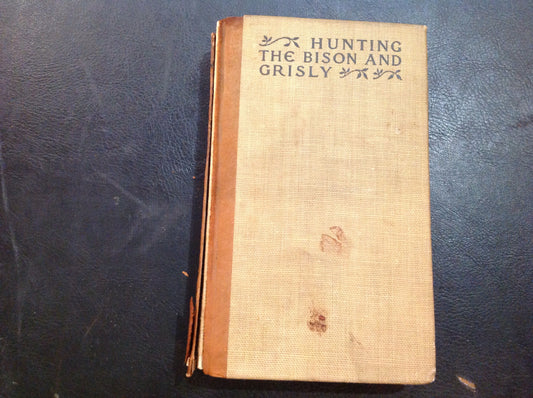 HUNTING
THE BISON AND
GRISLY